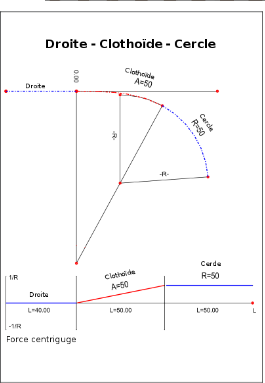 Droite - Clothoïde - Cercle
0.00
Clothoïde
A=50
Droite
Cercle
R=50
-R-
-R-
1/R
Clothoïde
A=50
Cerde
R=50
Droite
L=40.00
L=50.00
L=50.00
L
-1/R
Force centriguge